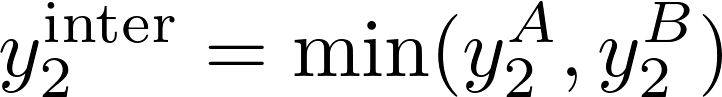 y_2^{inter} = min(y_2^A, y_2^B)